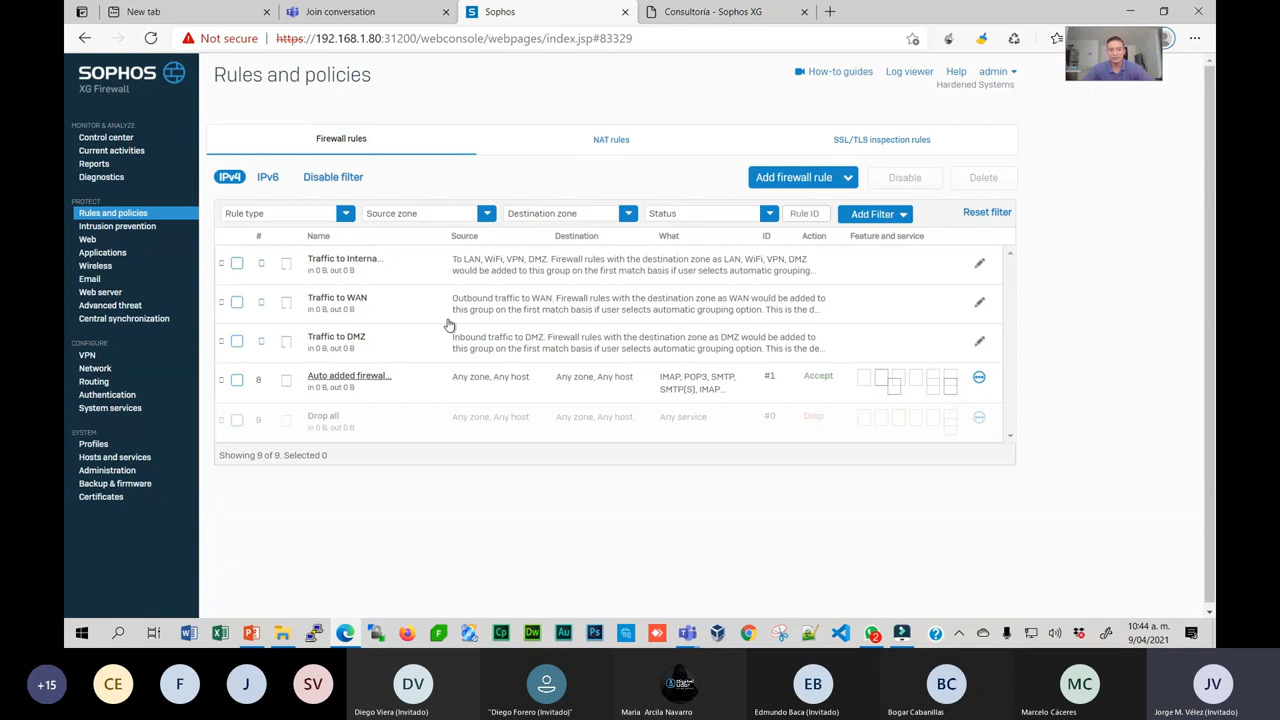 New tab
Join conversation
Sophos
Consultoría - Sophos XG
Not secure
https://192.168.1.80:31200/webconsole/webpages/index.jsp#83329
SOPHOS
XG Firewall
Rules and policies
How-to guides
Log viewer
Help
admin
Hardened Systems
MONITOR & ANALYZE
Control center
Current activities
Reports
Diagnostics
PROTECT
Rules and policies
Intrusion prevention
Web
Applications
Wireless
Email
Web server
Advanced threat
Central synchronization
CONFIGURE
VPN
Network
Routing
Authentication
System services
SYSTEM
Profiles
Hosts and services
Administration
Backup & firmware
Certificates
Firewall rules
NAT rules
SSL/TLS inspection rules
IPv4
IPv6
Disable filter
Add firewall rule
Disable
Delete
Rule type
Source zone
Destination zone
Status
Rule ID
Add Filter
Reset filter
#
Name
Source
Destination
What
ID
Action
Feature and service
Traffic to Interna...
in 0 B, out 0 B
To LAN, WiFi, VPN, DMZ. Firewall rules with the destination zone as LAN, WiFi, VPN, DMZ
would be added to this group on the first match basis if user selects automatic grouping...
Traffic to WAN
in 0 B, out 0 B
Outbound traffic to WAN. Firewall rules with the destination zone as WAN would be added to
this group on the first match basis if user selects automatic grouping option. This is the d...
Traffic to DMZ
in 0 B, out 0 B
Inbound traffic to DMZ. Firewall rules with the destination zone as DMZ would be added to
this group on the first match basis if user selects automatic grouping option. This is the de...
8
Auto added firewal...
in 0 B, out 0 B
Any zone, Any host
Any zone, Any host
IMAP, POP3, SMTP,
SMTP(S), IMAP...
#1
Accept
9
Drop all
in 0 B, out 0 B
Any zone, Any host
Any zone, Any host
Any service
#0
Drop
Showing 9 of 9. Selected 0
2
10:44 a. m.
9/04/2021
+15
CE
F
J
SV
DV
Diego Viera (Invitado)
"Diego Forero (Invitado)"
Maria Arcila Navarro
EB
Edmundo Baca (Invitado)
BC
Bogar Cabanillas
MC
Marcelo Cáceres
JV
Jorge M. Vélez (Invitado)